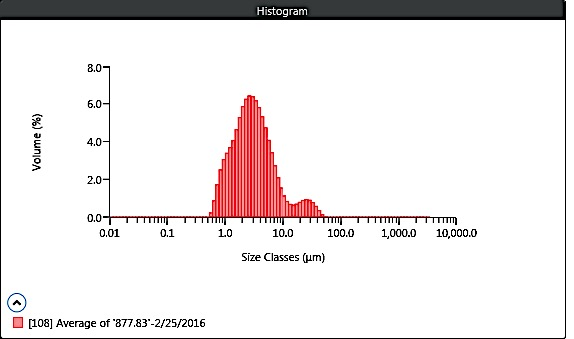 Histogram
8.0
6.0
4.0
2.0
0.0
Volume (%)
0.01 0.1 1.0 10.0 100.0 1,000.0 10,000.0
Size Classes (µm)
[108] Average of '877.83'-2/25/2016